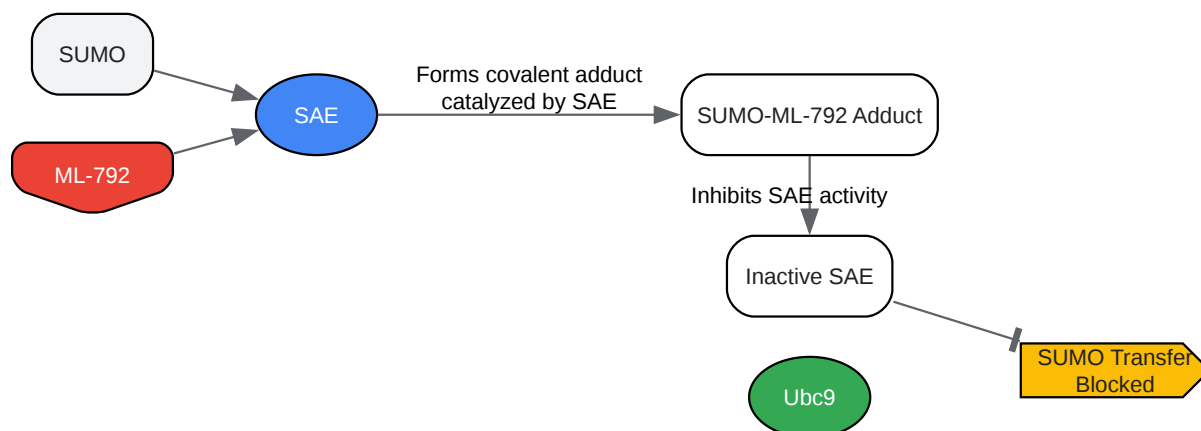 SUMO
ML-792
SAE
Forms covalent adduct
catalyzed by SAE
SUMO-ML-792 Adduct
Inhibits SAE activity
Inactive SAE
SUMO Transfer
Blocked
Ubc9